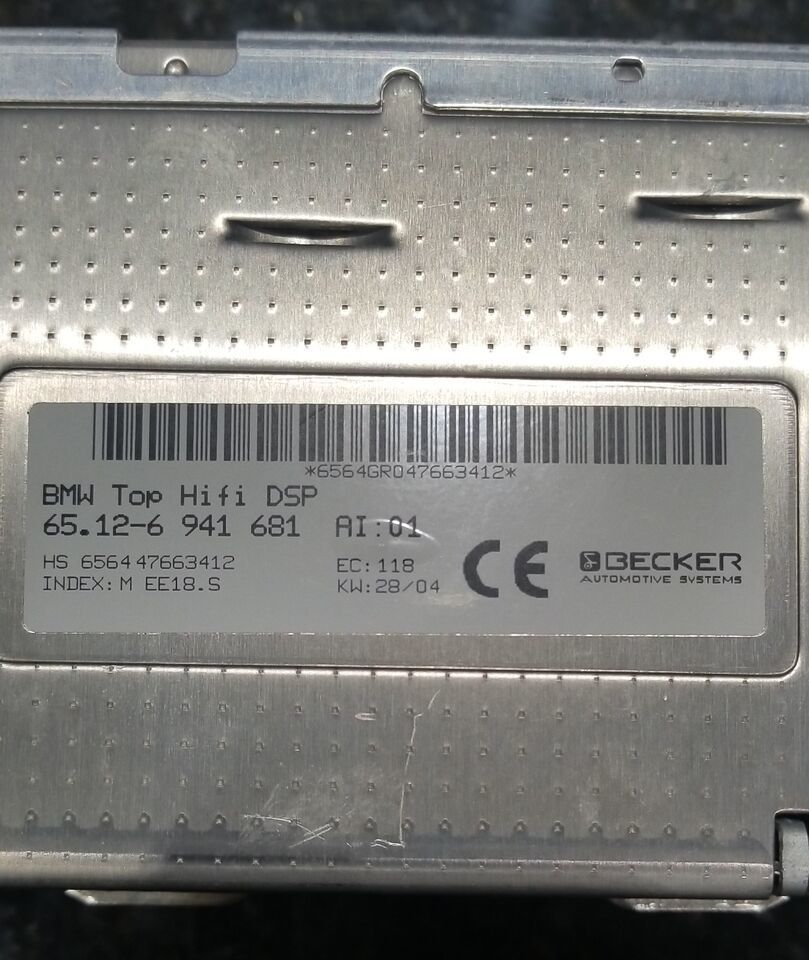 *6564GR047663412*
BMW Top Hifi DSP
65.12-6 941 681 AI:01
HS 656447663412 EC:118
INDEX:M EE18.S KW:28/04
CE
BECKER
AUTOMOTIVE SYSTEMS